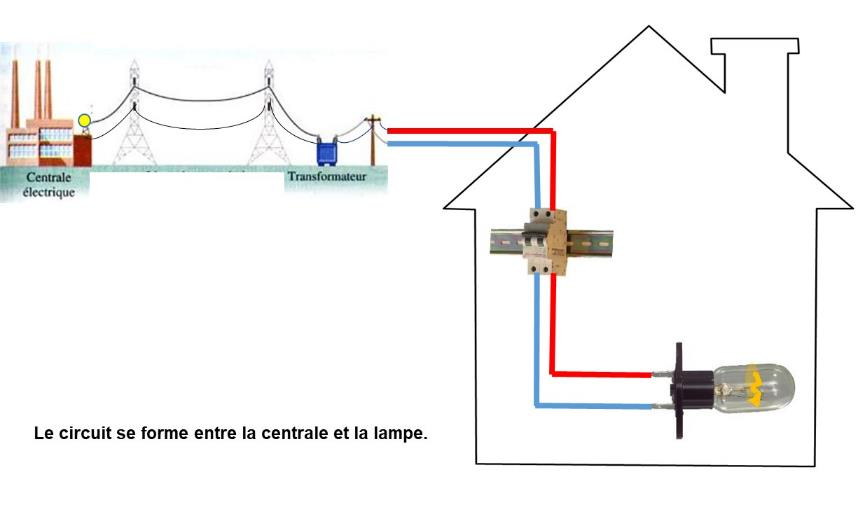 Centrale
électrique
Transformateur
Le circuit se forme entre la centrale et la lampe.